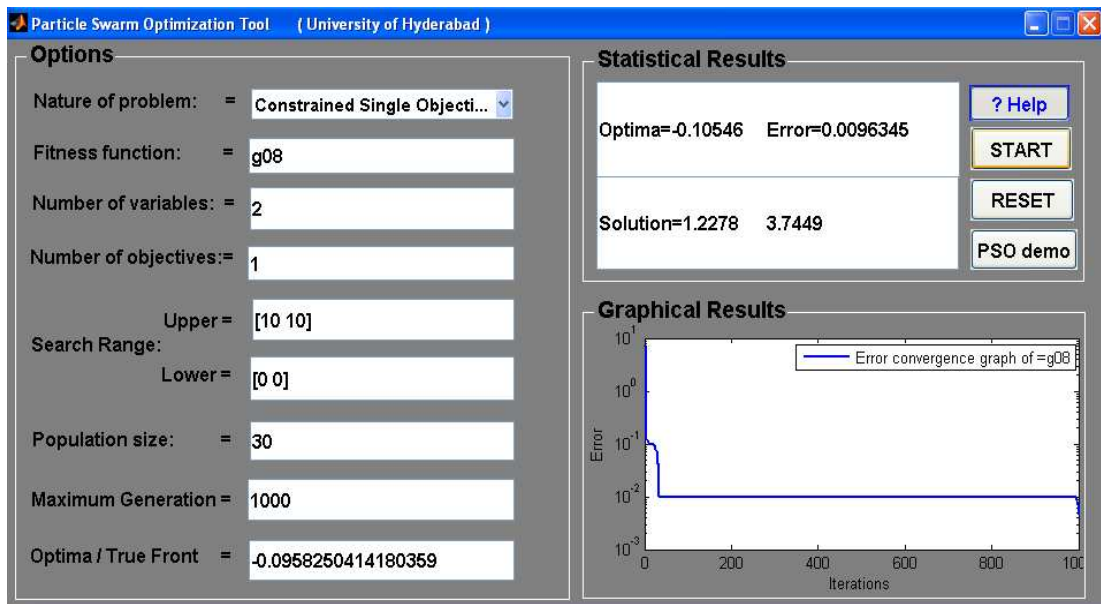 Particle Swarm Optimization Tool ( University of Hyderabad )
Options
Nature of problem: = Constrained Single Objecti...
Fitness function: = g08
Number of variables: = 2
Number of objectives:= 1
Search Range:
Upper = [10 10]
Lower = [0 0]
Population size: = 30
Maximum Generation = 1000
Optima / True Front = -0.0958250414180359
Statistical Results
Optima=-0.10546 Error=0.0096345
Solution=1.2278 3.7449
? Help
START
RESET
PSO demo
Graphical Results
Error convergence graph of =g08
Error
10^1
10^0
10^-1
10^-2
10^-3
0 200 400 600 800 100
Iterations